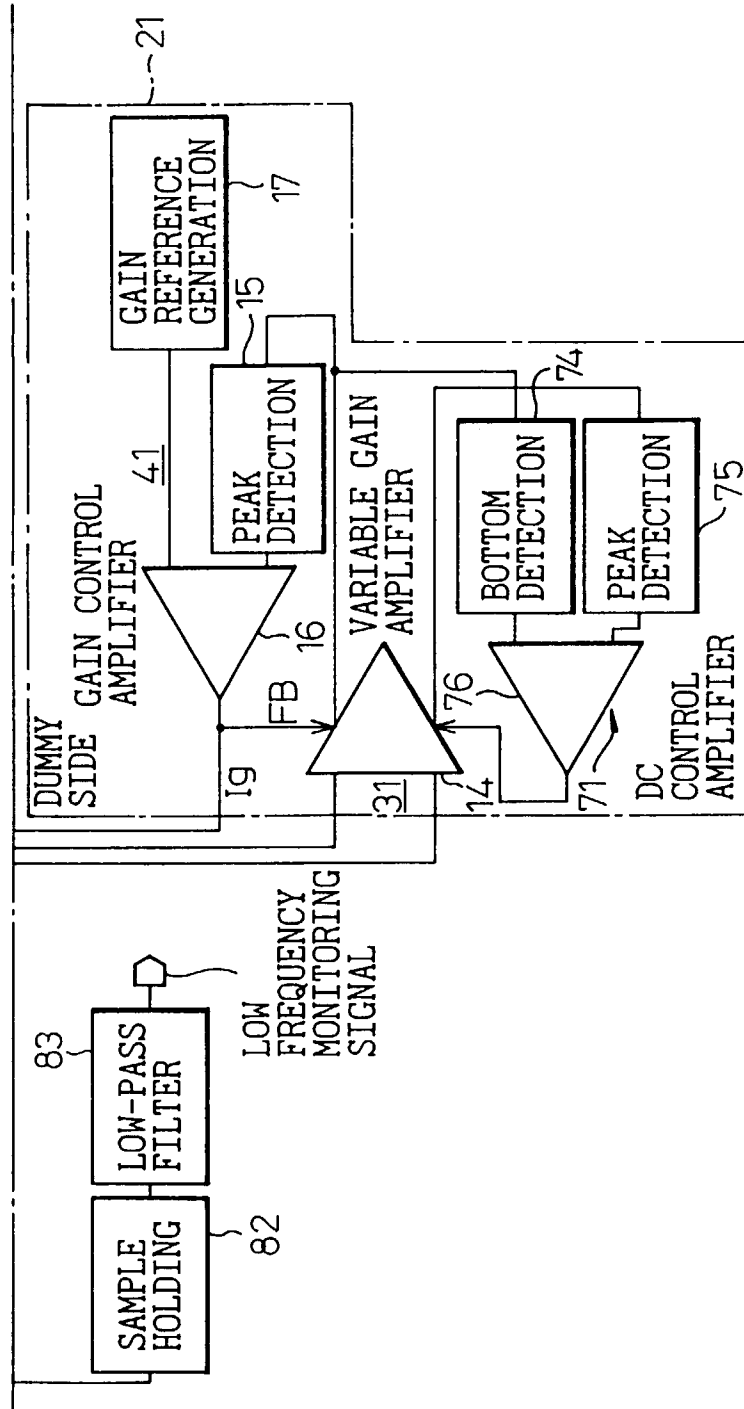 SAMPLE
HOLDING
82
LOW-PASS
FILTER
83
LOW
FREQUENCY
MONITORING
SIGNAL
DUMMY
SIDE
GAIN CONTROL
AMPLIFIER
41
Ig
FB
16
PEAK
DETECTION
15
GAIN
REFERENCE
GENERATION
17
21
31
14
VARIABLE GAIN
AMPLIFIER
76
71
DC
CONTROL
AMPLIFIER
BOTTOM
DETECTION
74
PEAK
DETECTION
75